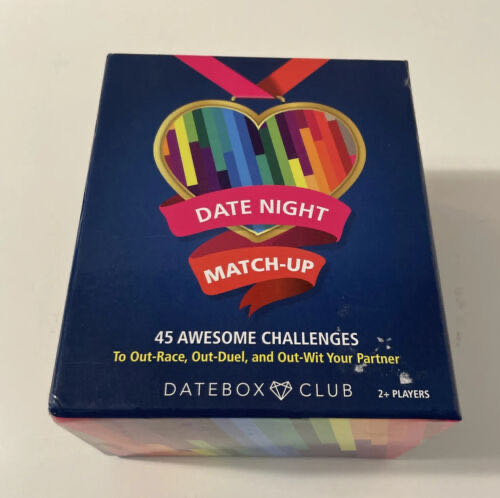 DATE NIGHT
MATCH-UP
45 AWESOME CHALLENGES
To Out-Race, Out-Duel, and Out-Wit Your Partner
DATEBOX CLUB
2+ PLAYERS